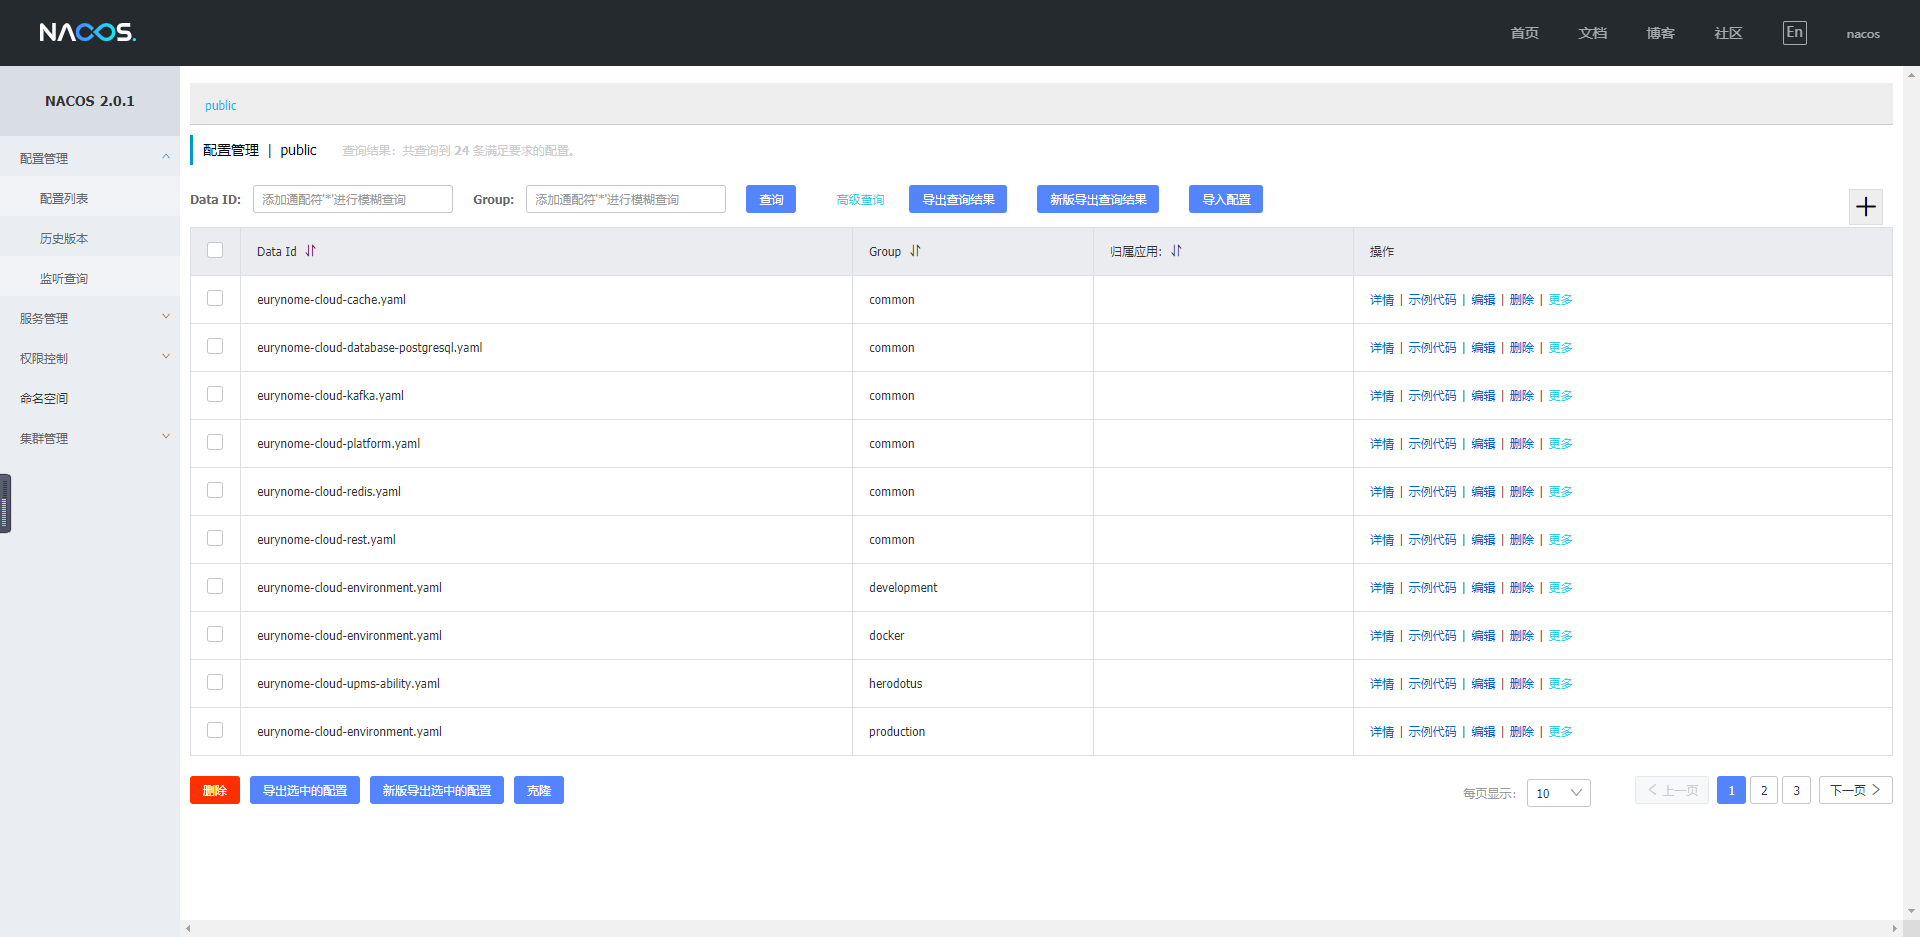 NACOS.
首页 文档 博客 社区 En nacos
NACOS 2.0.1
配置管理
配置列表
历史版本
监听查询
服务管理
权限控制
命名空间
集群管理
public
配置管理 | public 查询结果：共查询到 24 条满足要求的配置。
Data ID: 添加通配符'*'进行模糊查询 Group: 添加通配符'*'进行模糊查询 查询 高级查询 导出查询结果 新版导出查询结果 导入配置
Data Id Group 归属应用: 操作
eurynome-cloud-cache.yaml common 详情 | 示例代码 | 编辑 | 删除 | 更多
eurynome-cloud-database-postgresql.yaml common 详情 | 示例代码 | 编辑 | 删除 | 更多
eurynome-cloud-kafka.yaml common 详情 | 示例代码 | 编辑 | 删除 | 更多
eurynome-cloud-platform.yaml common 详情 | 示例代码 | 编辑 | 删除 | 更多
eurynome-cloud-redis.yaml common 详情 | 示例代码 | 编辑 | 删除 | 更多
eurynome-cloud-rest.yaml common 详情 | 示例代码 | 编辑 | 删除 | 更多
eurynome-cloud-environment.yaml development 详情 | 示例代码 | 编辑 | 删除 | 更多
eurynome-cloud-environment.yaml docker 详情 | 示例代码 | 编辑 | 删除 | 更多
eurynome-cloud-upms-ability.yaml herodotus 详情 | 示例代码 | 编辑 | 删除 | 更多
eurynome-cloud-environment.yaml production 详情 | 示例代码 | 编辑 | 删除 | 更多
删除 导出选中的配置 新版导出选中的配置 克隆 每页显示: 10 上一页 1 2 3 下一页